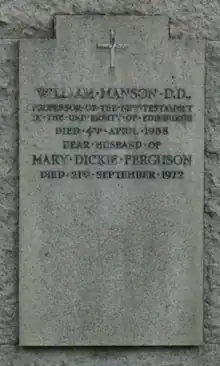 WILLIAM · MANSON · D.D.,
PROFESSOR · OF · THE · NEW · TESTAMENT
IN · THE · UNIVERSITY · OF · EDINBURGH
DIED · 4TH · APRIL · 1958
DEAR · HUSBAND · OF
MARY · DICKIE · FERGUSON
DIED · 21ST · SEPTEMBER · 1972